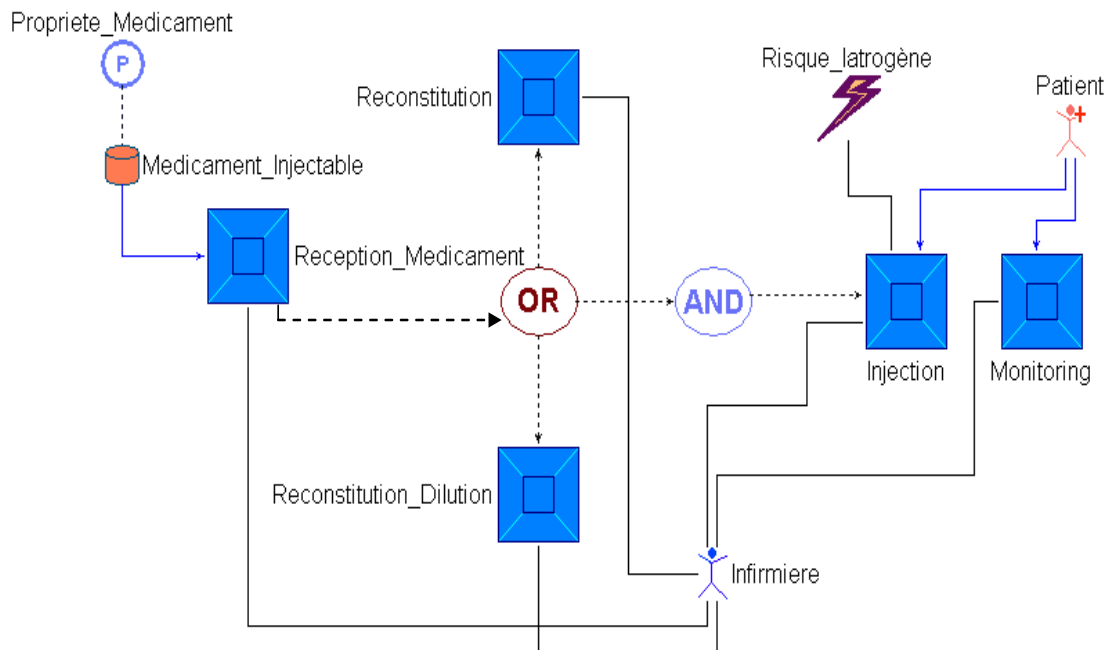 Propriete_Medicament
P
Reconstitution
Risque_Iatrogène
Patient
Medicament_Injectable
Reception_Medicament
OR
AND
Injection
Monitoring
Reconstitution_Dilution
Infirmiere